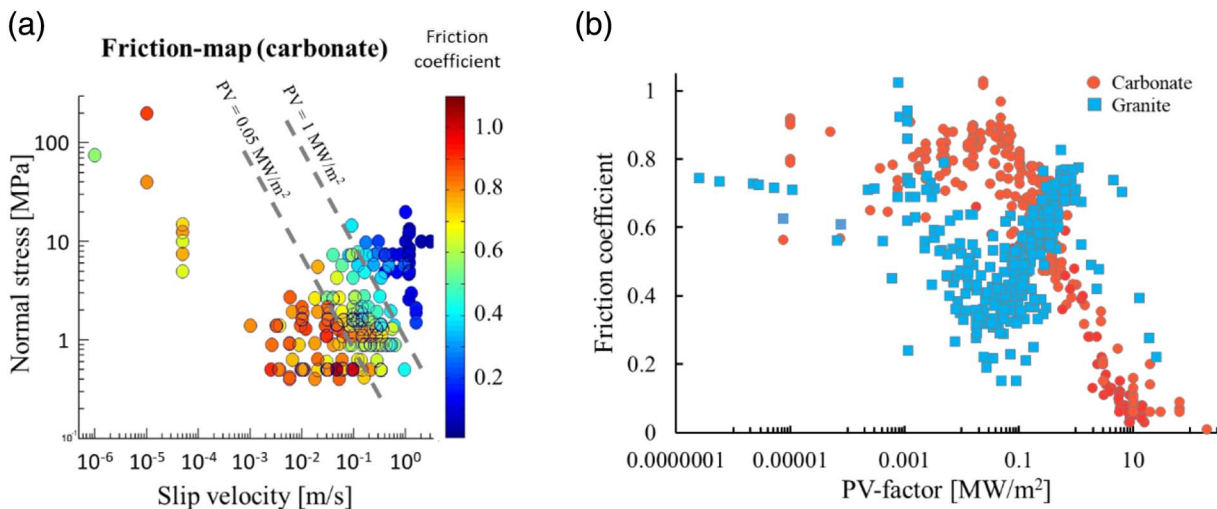 (a)
Friction-map (carbonate)
Friction
coefficient
PV = 0.05 MW/m²
PV = 1 MW/m²
Normal stress [MPa]
100
10
1
10⁻¹
10⁻⁶
10⁻⁵
10⁻⁴
10⁻³
10⁻²
10⁻¹
10⁰
Slip velocity [m/s]
1.0
0.8
0.6
0.4
0.2
(b)
Carbonate
Granite
Friction coefficient
1
0.8
0.6
0.4
0.2
0
0.0000001
0.00001
0.001
0.1
10
PV-factor [MW/m²]